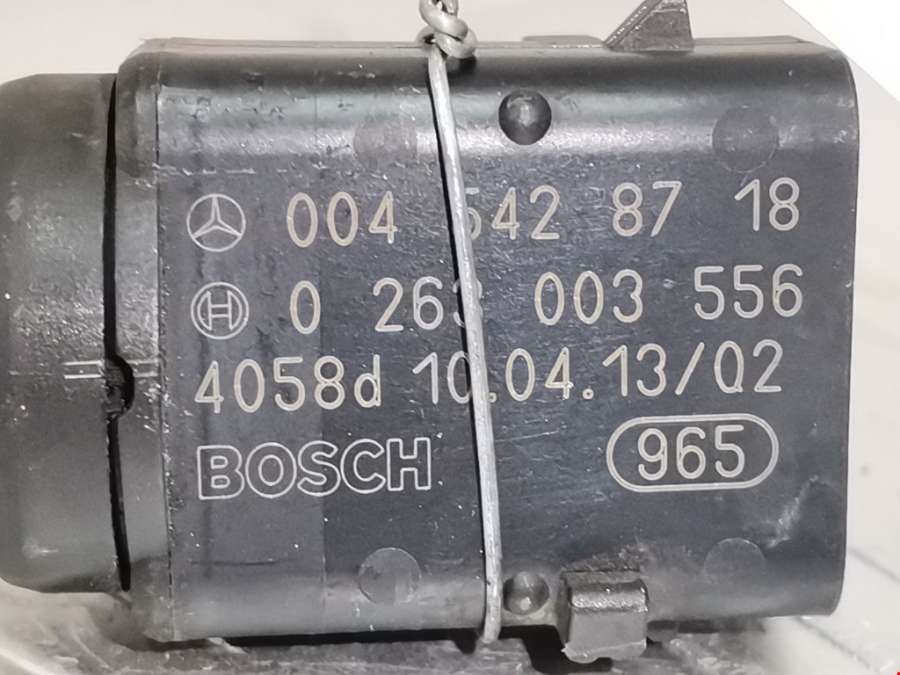 004 542 87 18
0 263 003 556
4058d 10.04.13/02
BOSCH 965